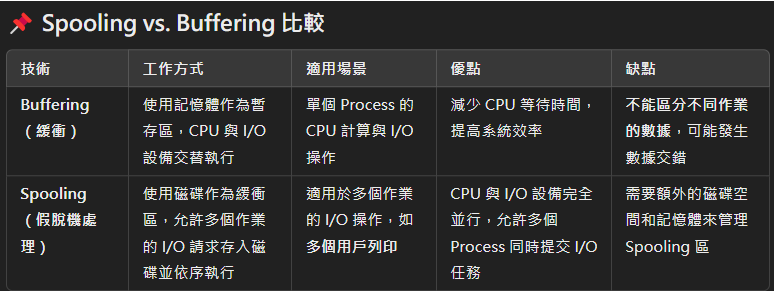 📌 Spooling vs. Buffering 比較
技術 工作方式 適用場景 優點 缺點
Buffering 使用記憶體作為暫 單個 Process 的 減少 CPU 等待時間, 不能區分不同作業
(緩衝) 存區,CPU 與 I/O CPU 計算與 I/O 提高系統效率 的數據,可能發生
設備交替執行 操作 數據交錯
Spooling 使用磁碟作為緩衝 適用於多個作業 CPU 與 I/O 設備完全 需要額外的磁碟空
(假脫機處 區,允許多個作業 的 I/O 操作,如 並行,允許多個 間和記憶體來管理
理) 的 I/O 請求存入磁 多個用戶列印 Process 同時提交 I/O Spooling 區
碟並依序執行 任務